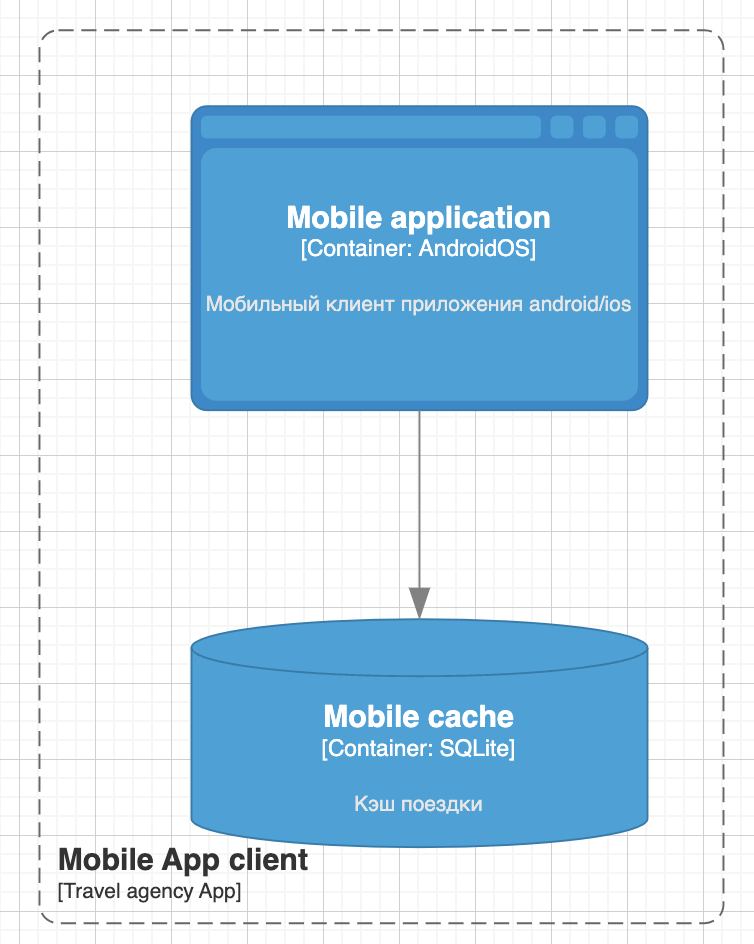 Mobile application
[Container: AndroidOS]
Мобильный клиент приложения android/ios
Mobile cache
[Container: SQLite]
Кэш поездки
Mobile App client
[Travel agency App]